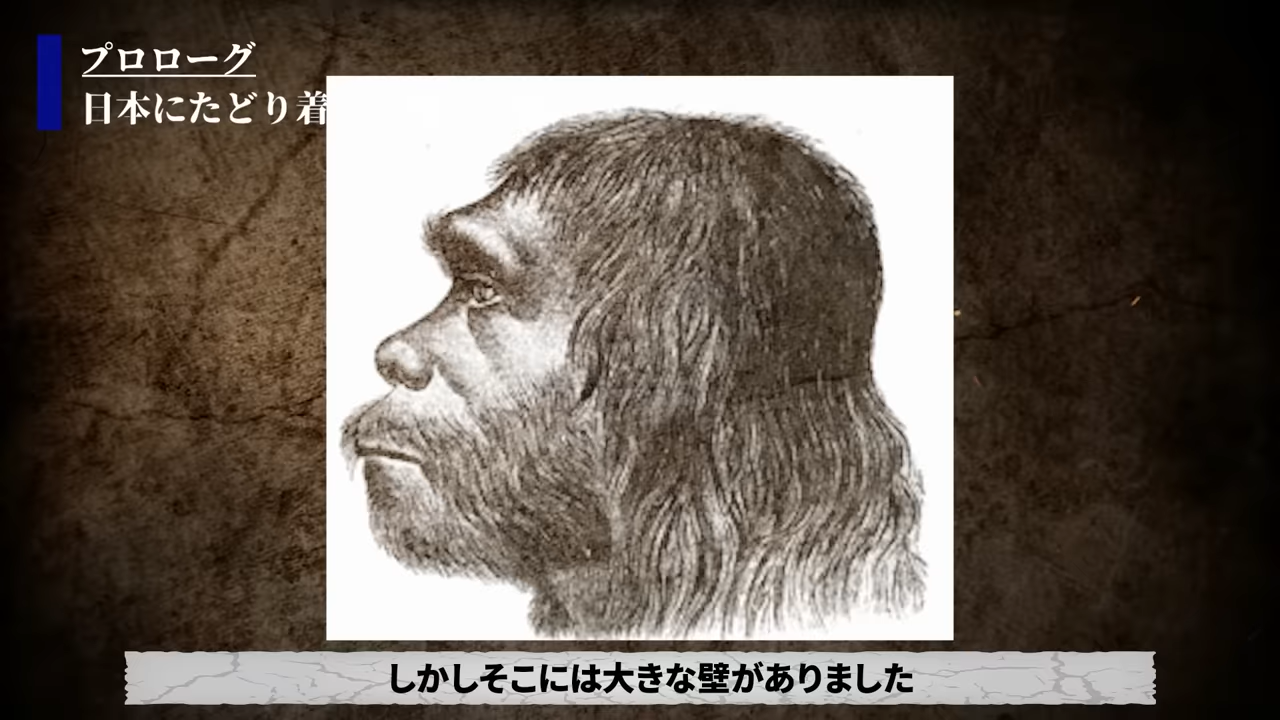 プロローグ
日本にたどり着
しかしそこには大きな壁がありました